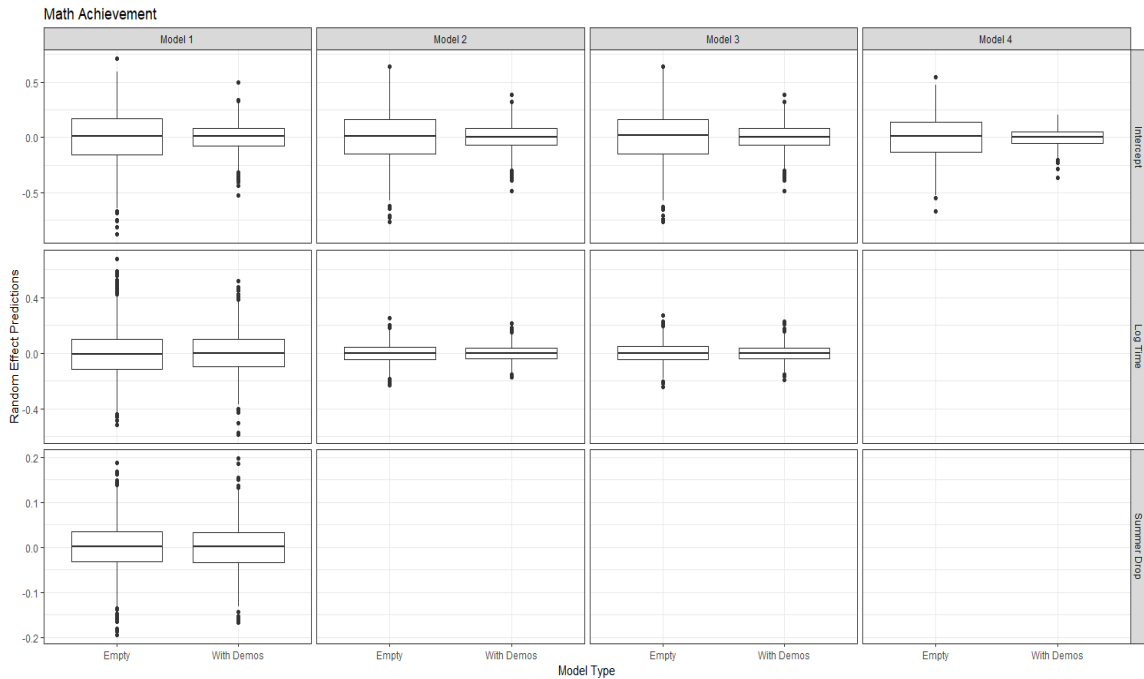 Math Achievement
Model 1
Model 2
Model 3
Model 4
Random Effect Predictions
0.5
0.0
-0.5
Intercept
0.4
0.0
-0.4
Log Time
0.2
0.1
0.0
-0.1
-0.2
Summer Drop
Empty
With Demos
Empty
With Demos
Empty
With Demos
Empty
With Demos
Model Type